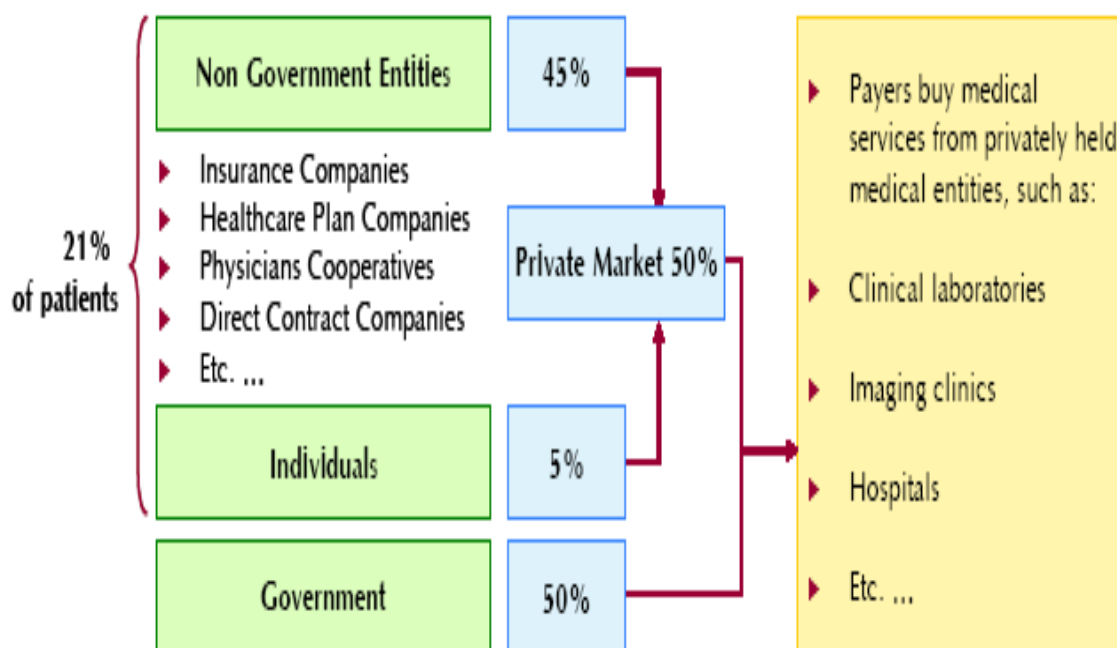 Non Government Entities
45%
Insurance Companies
Healthcare Plan Companies
Physicians Cooperatives
Direct Contract Companies
Etc. ...
21%
of patients
Private Market 50%
Individuals
5%
Government
50%
Payers buy medical
services from privately held
medical entities, such as:
Clinical laboratories
Imaging clinics
Hospitals
Etc. ...